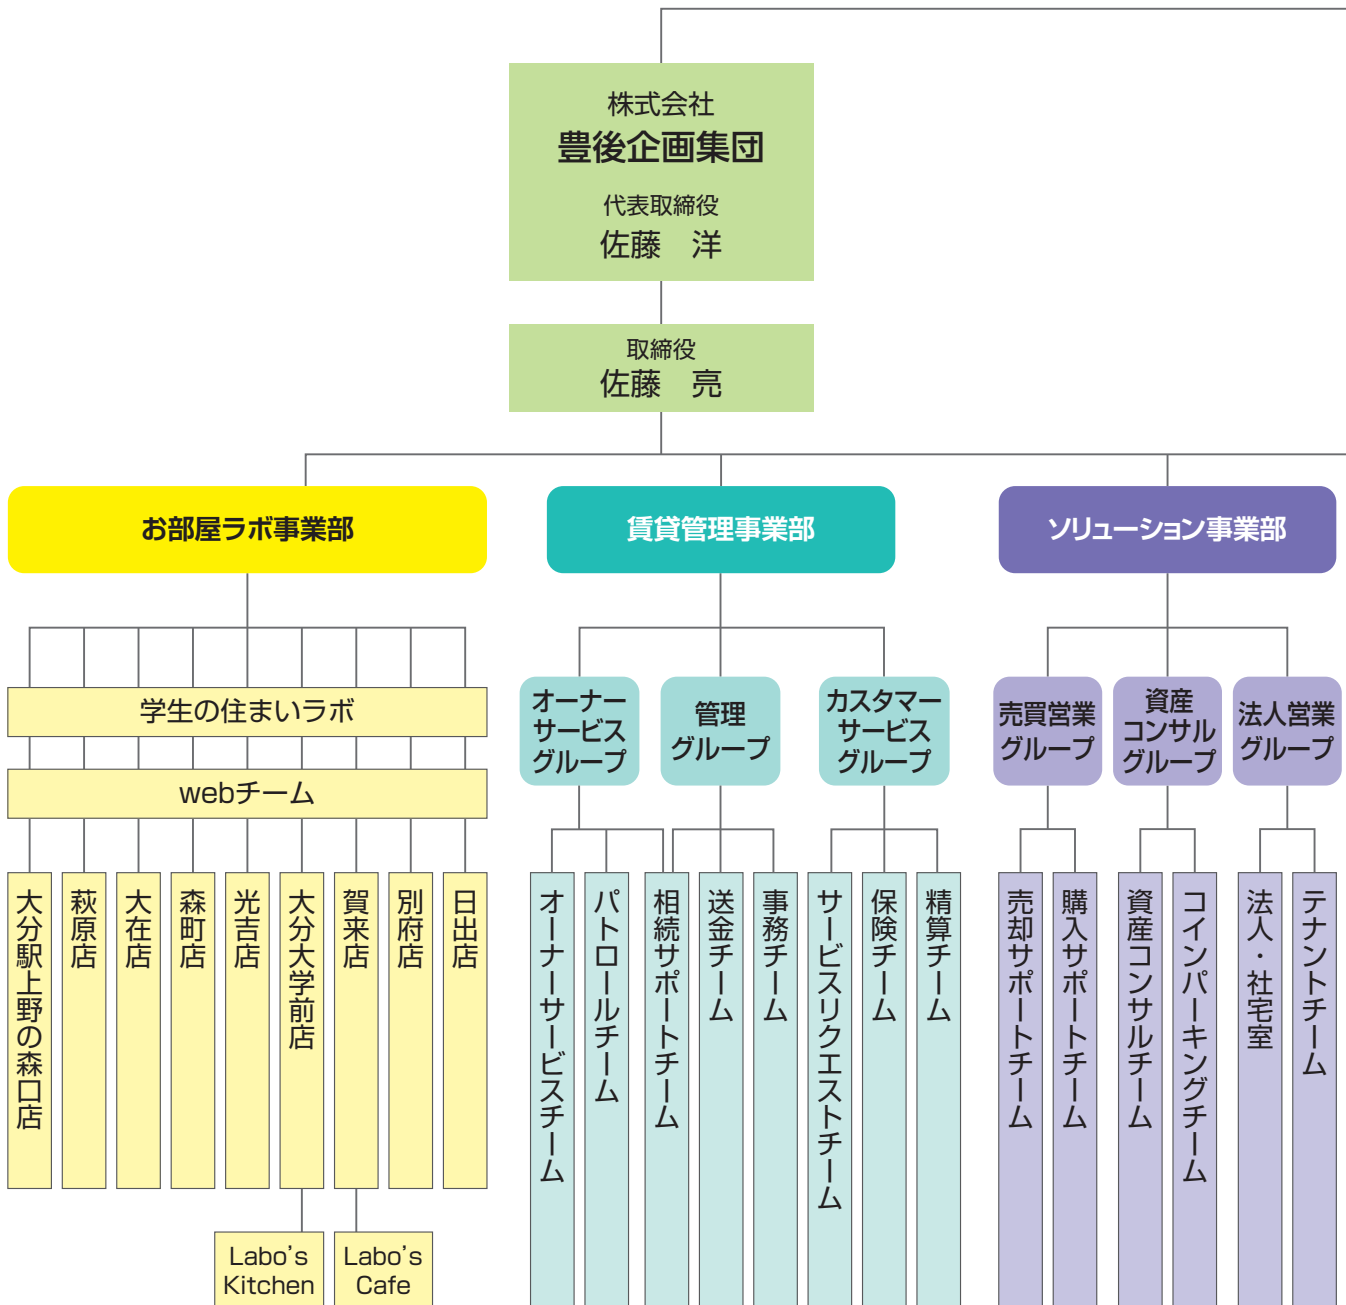 株式会社
豊後企画集団
代表取締役
佐藤　洋
取締役
佐藤　亮
お部屋ラボ事業部
賃貸管理事業部
ソリューション事業部
学生の住まいラボ
webチーム
大分駅上野の森口店
萩原店
大在店
森町店
光吉店
大分大学前店
賀来店
別府店
日出店
Labo's
Kitchen
Labo's
Cafe
オーナー
サービス
グループ
管理
グループ
カスタマー
サービス
グループ
オーナーサービスチーム
パトロールチーム
相続サポートチーム
送金チーム
事務チーム
サービスリクエストチーム
保険チーム
精算チーム
売買営業
グループ
資産
コンサル
グループ
法人営業
グループ
売却サポートチーム
購入サポートチーム
資産コンサルチーム
コインパーキングチーム
法人・社宅室
テナントチーム